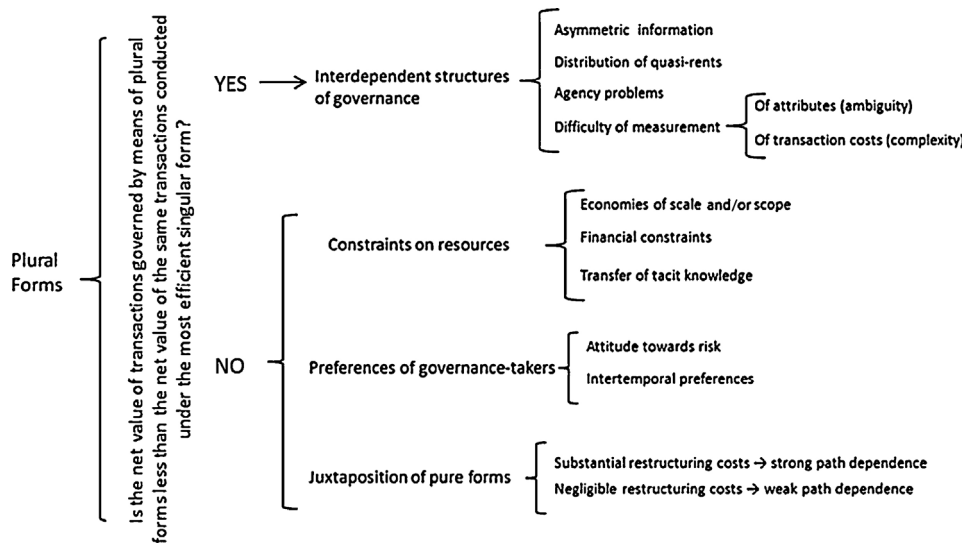 Plural
Forms
Is the net value of transactions governed by means of plural
forms less than the net value of the same transactions conducted
under the most efficient singular form?
YES →
Interdependent structures
of governance
Asymmetric information
Distribution of quasi-rents
Agency problems
Difficulty of measurement
Of attributes (ambiguity)
Of transaction costs (complexity)
NO
Constraints on resources
Economies of scale and/or scope
Financial constraints
Transfer of tacit knowledge
Preferences of governance-takers
Attitude towards risk
Intertemporal preferences
Juxtaposition of pure forms
Substantial restructuring costs → strong path dependence
Negligible restructuring costs → weak path dependence